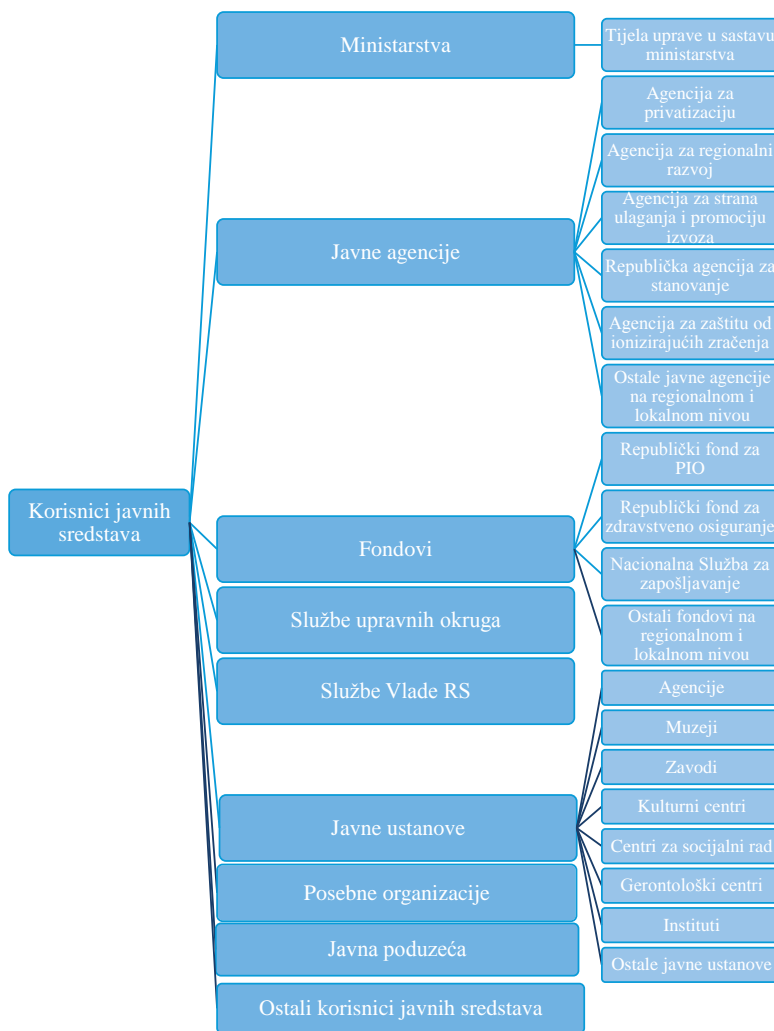 Korisnici javnih
sredstava
Ministarstva
Tijela uprave u sastavu
ministarstva
Javne agencije
Agencija za
privatizaciju
Agencija za regionalni
razvoj
Agencija za strana
ulaganja i promociju
izvoza
Republička agencija za
stanovanje
Agencija za zaštitu od
ionizirajućih zračenja
Ostale javne agencije
na regionalnom i
lokalnom nivou
Fondovi
Republički fond za
PIO
Republički fond za
zdravstveno osiguranje
Nacionalna Služba za
zapošljavanje
Ostali fondovi na
regionalnom i
lokalnom nivou
Službe upravnih okruga
Službe Vlade RS
Javne ustanove
Agencije
Muzeji
Zavodi
Kulturni centri
Centri za socijalni rad
Gerontološki centri
Instituti
Ostale javne ustanove
Posebne organizacije
Javna poduzeća
Ostali korisnici javnih sredstava